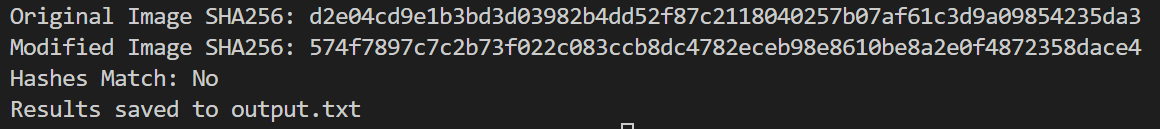 Original Image SHA256: d2e04cd9e1b3bd3d03982b4dd52f87c2118040257b07af61c3d9a09854235da3
Modified Image SHA256: 574f7897c7c2b73f022c083ccb8dc4782eceb98e8610be8a2e0f4872358dace4
Hashes Match: No
Results saved to output.txt